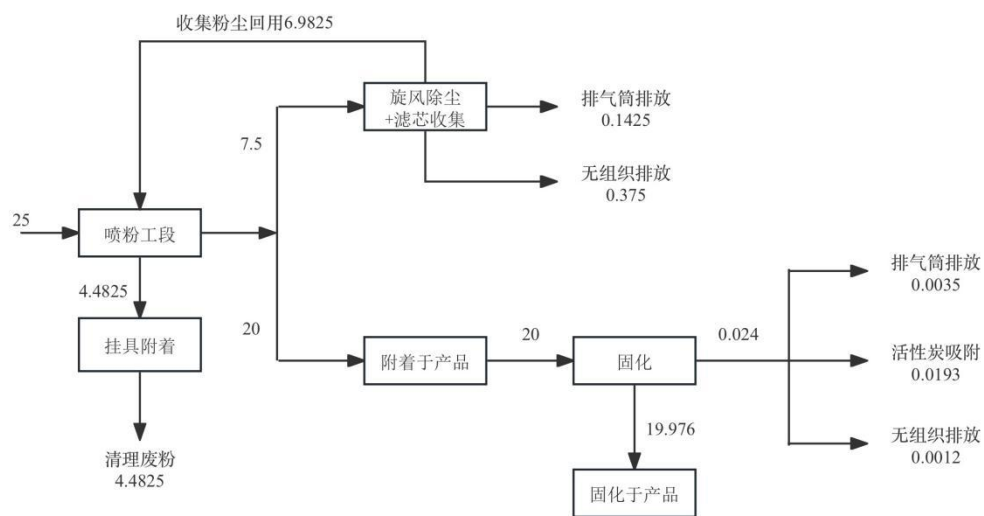 收集粉尘回用6.9825
旋风除尘
+滤芯收集
排气筒排放
0.1425
7.5
无组织排放
0.375
25
喷粉工段
4.4825
挂具附着
清理废粉
4.4825
20
附着于产品
20
固化
0.024
排气筒排放
0.0035
活性炭吸附
0.0193
无组织排放
0.0012
19.976
固化于产品